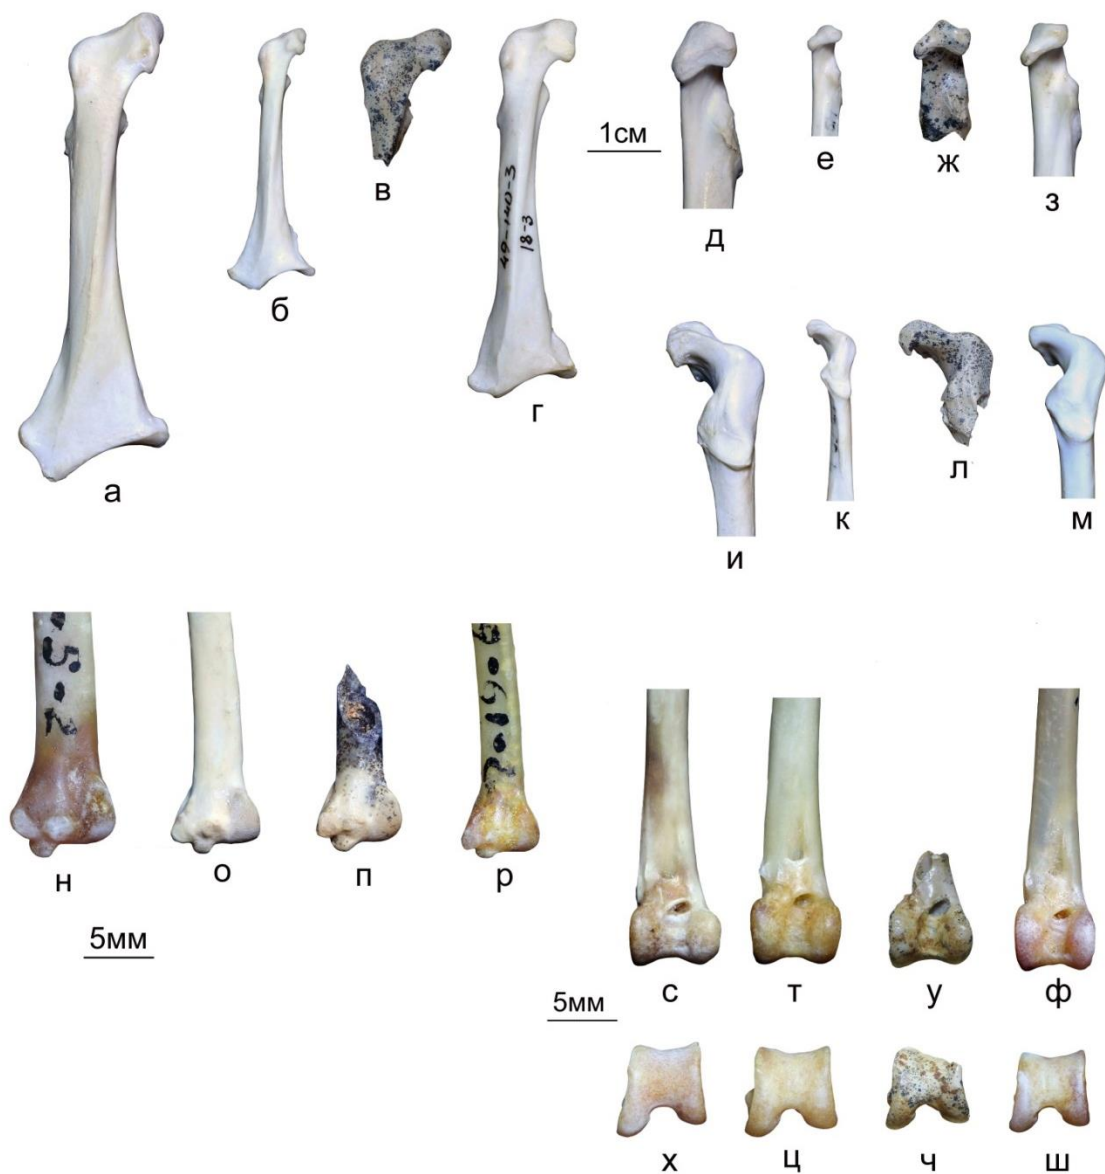 1см
а
б
в
г
49-140-3
18-3
д
е
ж
з
и
к
л
м
н
о
п
р
5мм
с
т
у
ф
5мм
х
ц
ч
ш